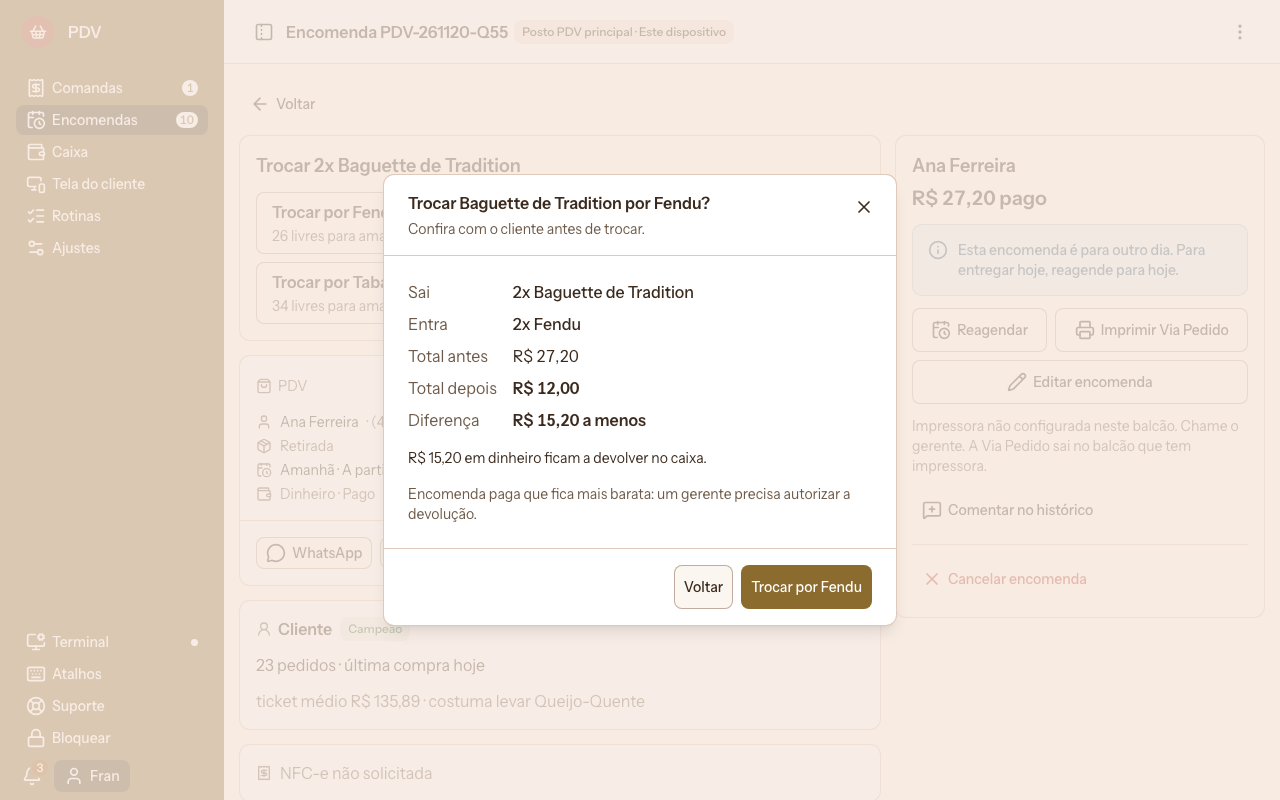 PDV
Comandas 1
Encomendas 10
Caixa
Tela do cliente
Rotinas
Ajustes
Terminal
Atalhos
Suporte
Bloquear
3
Fran
Encomenda PDV-261120-Q55
Posto PDV principal · Este dispositivo
Voltar
Trocar 2x Baguette de Tradition
Trocar por Fen
26 livres para ama
Trocar por Taba
34 livres para ama
PDV
Ana Ferreira · (4
Retirada
Amanhã · A parti
Dinheiro · Pago
WhatsApp
Cliente Campeão
23 pedidos · última compra hoje
ticket médio R$ 135,89 · costuma levar Queijo-Quente
NFC-e não solicitada
Trocar Baguette de Tradition por Fendu?
Confira com o cliente antes de trocar.
Sai 2x Baguette de Tradition
Entra 2x Fendu
Total antes R$ 27,20
Total depois R$ 12,00
Diferença R$ 15,20 a menos
R$ 15,20 em dinheiro ficam a devolver no caixa.
Encomenda paga que fica mais barata: um gerente precisa autorizar a
devolução.
Voltar
Trocar por Fendu
Ana Ferreira
R$ 27,20 pago
Esta encomenda é para outro dia. Para
entregar hoje, reagende para hoje.
Reagendar
Imprimir Via Pedido
Editar encomenda
Impressora não configurada neste balcão. Chame o
gerente. A Via Pedido sai no balcão que tem
impressora.
Comentar no histórico
Cancelar encomenda